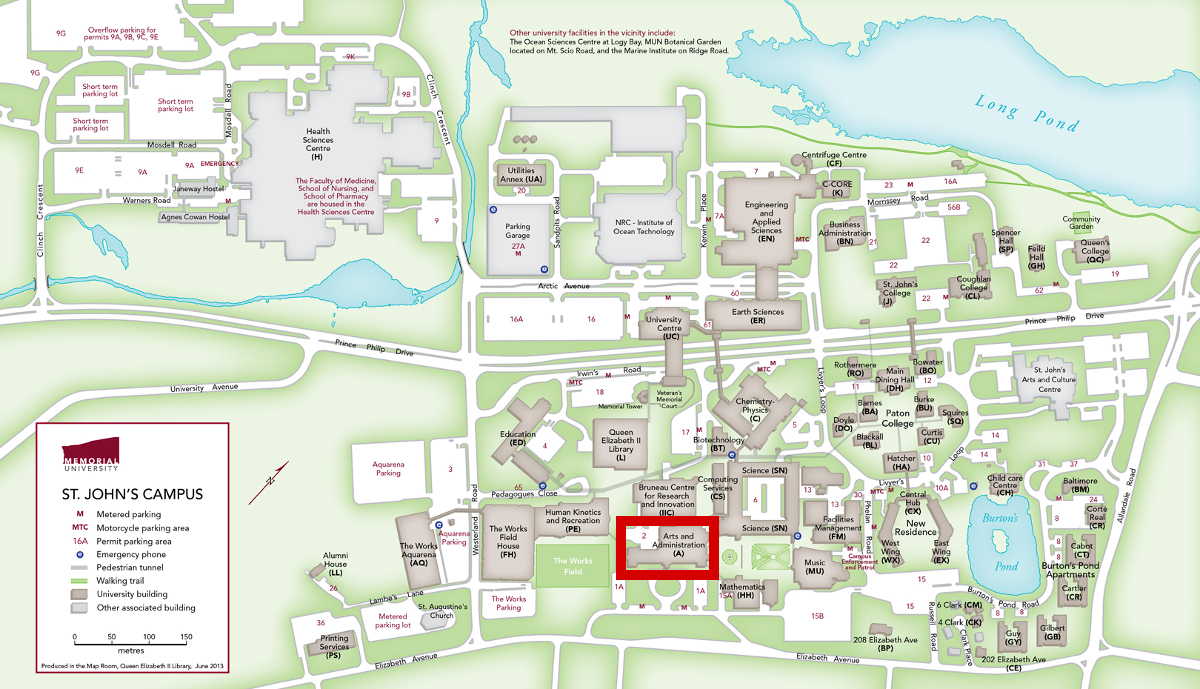 9G
Overflow parking for
permits 9A, 9B, 9C, 9E
9G
Short term
parking lot
Short term
parking lot
Short term
parking lot
Mosdell Road
Mosdell Road
9K
9B
Clinch Crescent
Health
Sciences
Centre
(H)
The Faculty of Medicine,
School of Nursing, and
School of Pharmacy
are housed in the
Health Sciences Centre
EMERGENCY
9E
9A
9A
Janeway Hostel
M
Warners Road
Agnes Cowan Hostel
9
Clinch Crescent
Other university facilities in the vicinity include:
The Ocean Sciences Centre at Logy Bay, MUN Botanical Garden
located on Mt. Scio Road, and the Marine Institute on Ridge Road.
Long Pond
Utilities
Annex (UA)
20
Parking
Garage
27A
M
Sandpits Road
NRC - Institute of
Ocean Technology
Kerwin Place
M
7A
7
Engineering
and
Applied
Sciences
(EN)
MTC
Centrifuge Centre
(CF)
C-CORE
(K)
23
M
16A
Morrissey Road
56B
Business
Administration
(BN)
21
22
22
Spencer
Hall
(SP)
Feild
Hall
(GH)
Community
Garden
Queen's
College
(QC)
19
St. John's
College
(J)
22
M
Coughlan
College
(CL)
62
M
Arctic Avenue
16A
16
M
M
60
Earth Sciences
(ER)
University
Centre
(UC)
61
Prince Philip Drive
Prince Philip Drive
University Avenue
Irwin's Road
M
MTC
18
Memorial Tower
Veteran's
Memorial
Court
MTC
M
Chemistry-
Physics
(C)
5
Livyer's Loop
Rothermere
(RO)
Bowater
(BO)
Main
Dining Hall
(DH)
11
12
Barnes
(BA)
Burke
(BU)
Squires
(SQ)
Paton
College
Doyle
(DO)
Blackall
(BL)
Curtis
(CU)
Hatcher
(HA)
10
14
14
St. John's
Arts and Culture
Centre
Education
(ED)
4
65
Pedagogues Close
Queen
Elizabeth II
Library
(L)
17
M
Biotechnology
(BT)
Computing
Services
(CS)
Science (SN)
6
Science (SN)
13
13
30
Facilities
Management
(FM)
Phelan Road
MTC
M
Livyer's Loop
10A
Central
Hub
(CX)
New
Residence
West
Wing
(WX)
East
Wing
(EX)
M
Campus
Enforcement
and Patrol
Child care
Centre
(CH)
31
37
Baltimore
(BM)
M
24
8
Corte
Real
(CR)
Allandale Road
Burton's
Pond
8
8
Cabot
(CT)
Burton's Pond
Apartments
Cartier
(CR)
Aquarena
Parking
3
Westerland Road
Aquarena
Parking
The Works
Aquarena
(AQ)
The Works
Field
House
(FH)
Human Kinetics
and Recreation
(PE)
The Works
Field
Bruneau Centre
for Research
and Innovation
(IIC)
2
Arts and
Administration
(A)
1A
M
M
1A
15A
Mathematics
(HH)
Music
(MU)
15B
15
15
Alumni
House
(LL)
26
Lambe's Lane
36
Printing
Services
(PS)
Metered
parking lot
St. Augustine's
Church
The Works
Parking
Elizabeth Avenue
Elizabeth Avenue
208 Elizabeth Ave
(BP)
Russell Road
Burton's Pond Road
6 Clark (CM)
4 Clark (CK)
Clark Place
8
8
Guy
(GY)
Gilbert
(GB)
202 Elizabeth Ave
(CE)
MEMORIAL
UNIVERSITY
ST. JOHN'S CAMPUS
M Metered parking
MTC Motorcycle parking area
16A Permit parking area
Emergency phone
Pedestrian tunnel
Walking trail
University building
Other associated building
0 50 100 150
metres
Produced in the Map Room, Queen Elizabeth II Library, June 2013